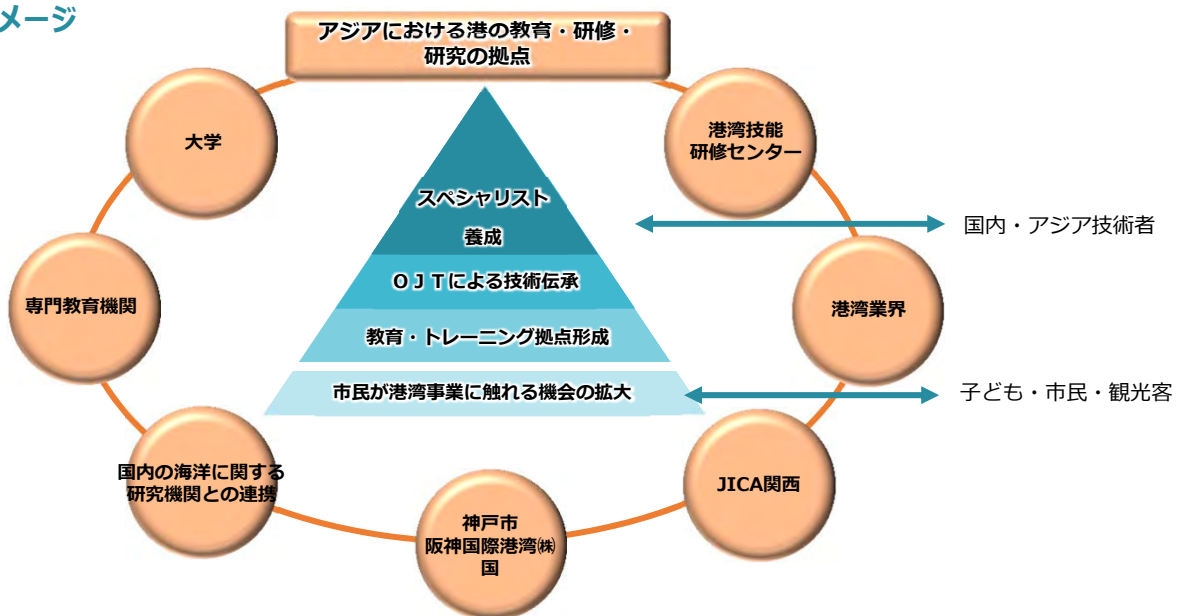 メージ
アジアにおける港の教育・研修・
研究の拠点
大学
港湾技能
研修センター
スペシャリスト
養成
国内・アジア技術者
ＯＪＴによる技術伝承
専門教育機関
港湾業界
教育・トレーニング拠点形成
市民が港湾事業に触れる機会の拡大
子ども・市民・観光客
国内の海洋に関する
研究機関との連携
JICA関西
神戸市
阪神国際港湾㈱
国